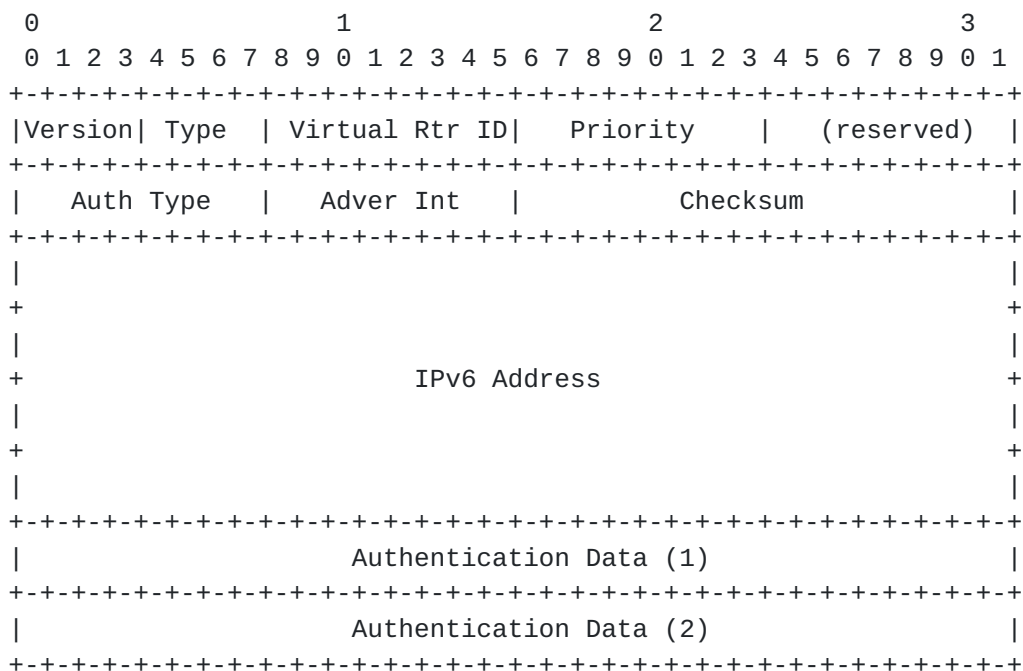 0                   1                   2                   3
 0 1 2 3 4 5 6 7 8 9 0 1 2 3 4 5 6 7 8 9 0 1 2 3 4 5 6 7 8 9 0 1
+-+-+-+-+-+-+-+-+-+-+-+-+-+-+-+-+-+-+-+-+-+-+-+-+-+-+-+-+-+-+-+-+
|Version| Type  | Virtual Rtr ID|   Priority    |   (reserved)  |
+-+-+-+-+-+-+-+-+-+-+-+-+-+-+-+-+-+-+-+-+-+-+-+-+-+-+-+-+-+-+-+-+
|   Auth Type   |   Adver Int   |          Checksum             |
+-+-+-+-+-+-+-+-+-+-+-+-+-+-+-+-+-+-+-+-+-+-+-+-+-+-+-+-+-+-+-+-+
|                                                               |
+                                                               +
|                                                               |
+                         IPv6 Address                          +
|                                                               |
+                                                               +
|                                                               |
+-+-+-+-+-+-+-+-+-+-+-+-+-+-+-+-+-+-+-+-+-+-+-+-+-+-+-+-+-+-+-+-+
|                     Authentication Data (1)                   |
+-+-+-+-+-+-+-+-+-+-+-+-+-+-+-+-+-+-+-+-+-+-+-+-+-+-+-+-+-+-+-+-+
|                     Authentication Data (2)                   |
+-+-+-+-+-+-+-+-+-+-+-+-+-+-+-+-+-+-+-+-+-+-+-+-+-+-+-+-+-+-+-+-+